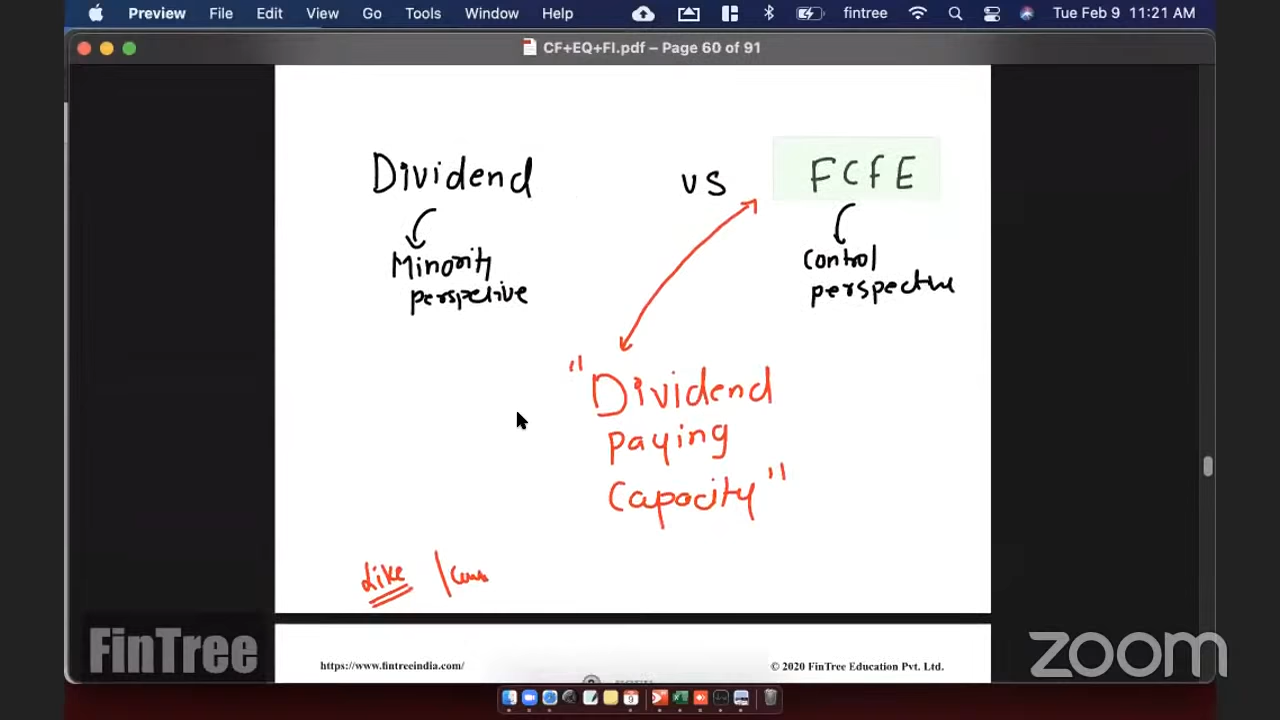 Preview File Edit View Go Tools Window Help fintree Tue Feb 9 11:21 AM
CF+EQ+FI.pdf – Page 60 of 91
Dividend vs FCFE
Minority
perspective
Control
perspective
"Dividend
paying
Capacity"
Like /
FinTree
https://www.fintreeindia.com/ © 2020 FinTree Education Pvt. Ltd.
zoom